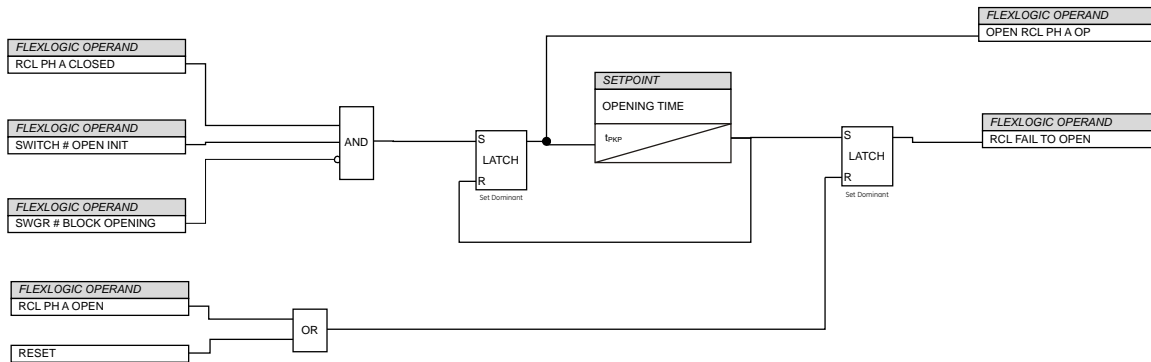 FLEXLOGIC OPERAND
OPEN RCL PH A OP
FLEXLOGIC OPERAND
RCL PH A CLOSED
SETPOINT
OPENING TIME
tPKP
FLEXLOGIC OPERAND
SWITCH # OPEN INIT
AND
S
LATCH
R
Set Dominant
S
LATCH
R
Set Dominant
FLEXLOGIC OPERAND
RCL FAIL TO OPEN
FLEXLOGIC OPERAND
SWGR # BLOCK OPENING
FLEXLOGIC OPERAND
RCL PH A OPEN
OR
RESET